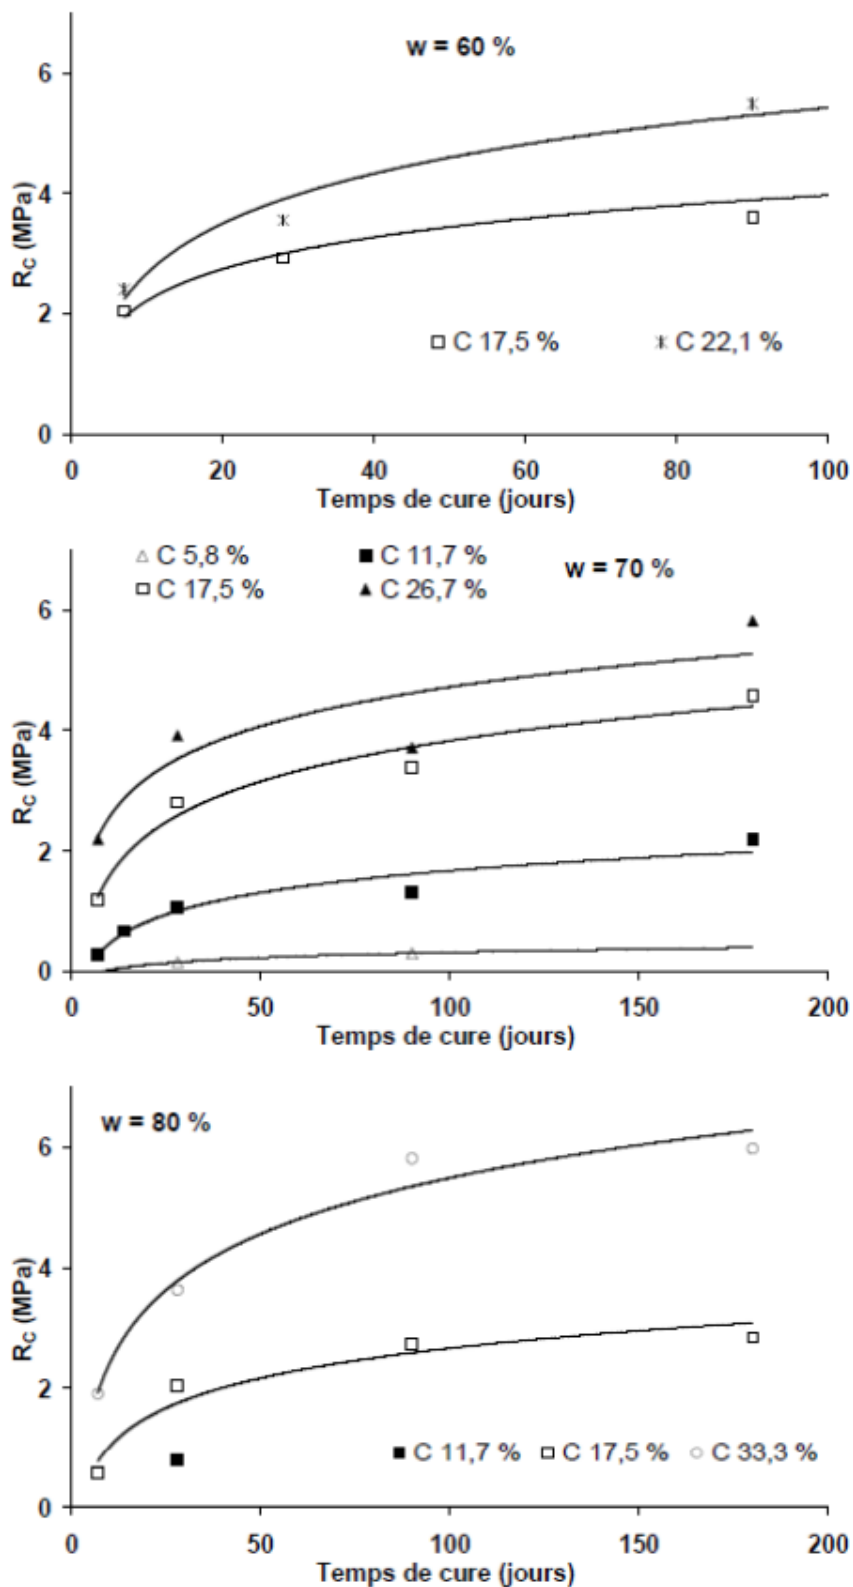 w = 60 %
6
4
2
0
R_C (MPa)
C 17,5 % C 22,1 %
0 20 40 60 80 100
Temps de cure (jours)
C 5,8 % C 11,7 %
C 17,5 % C 26,7 %
w = 70 %
6
4
2
0
R_C (MPa)
0 50 100 150 200
Temps de cure (jours)
w = 80 %
6
4
2
0
R_C (MPa)
C 11,7 % C 17,5 % C 33,3 %
0 50 100 150 200
Temps de cure (jours)